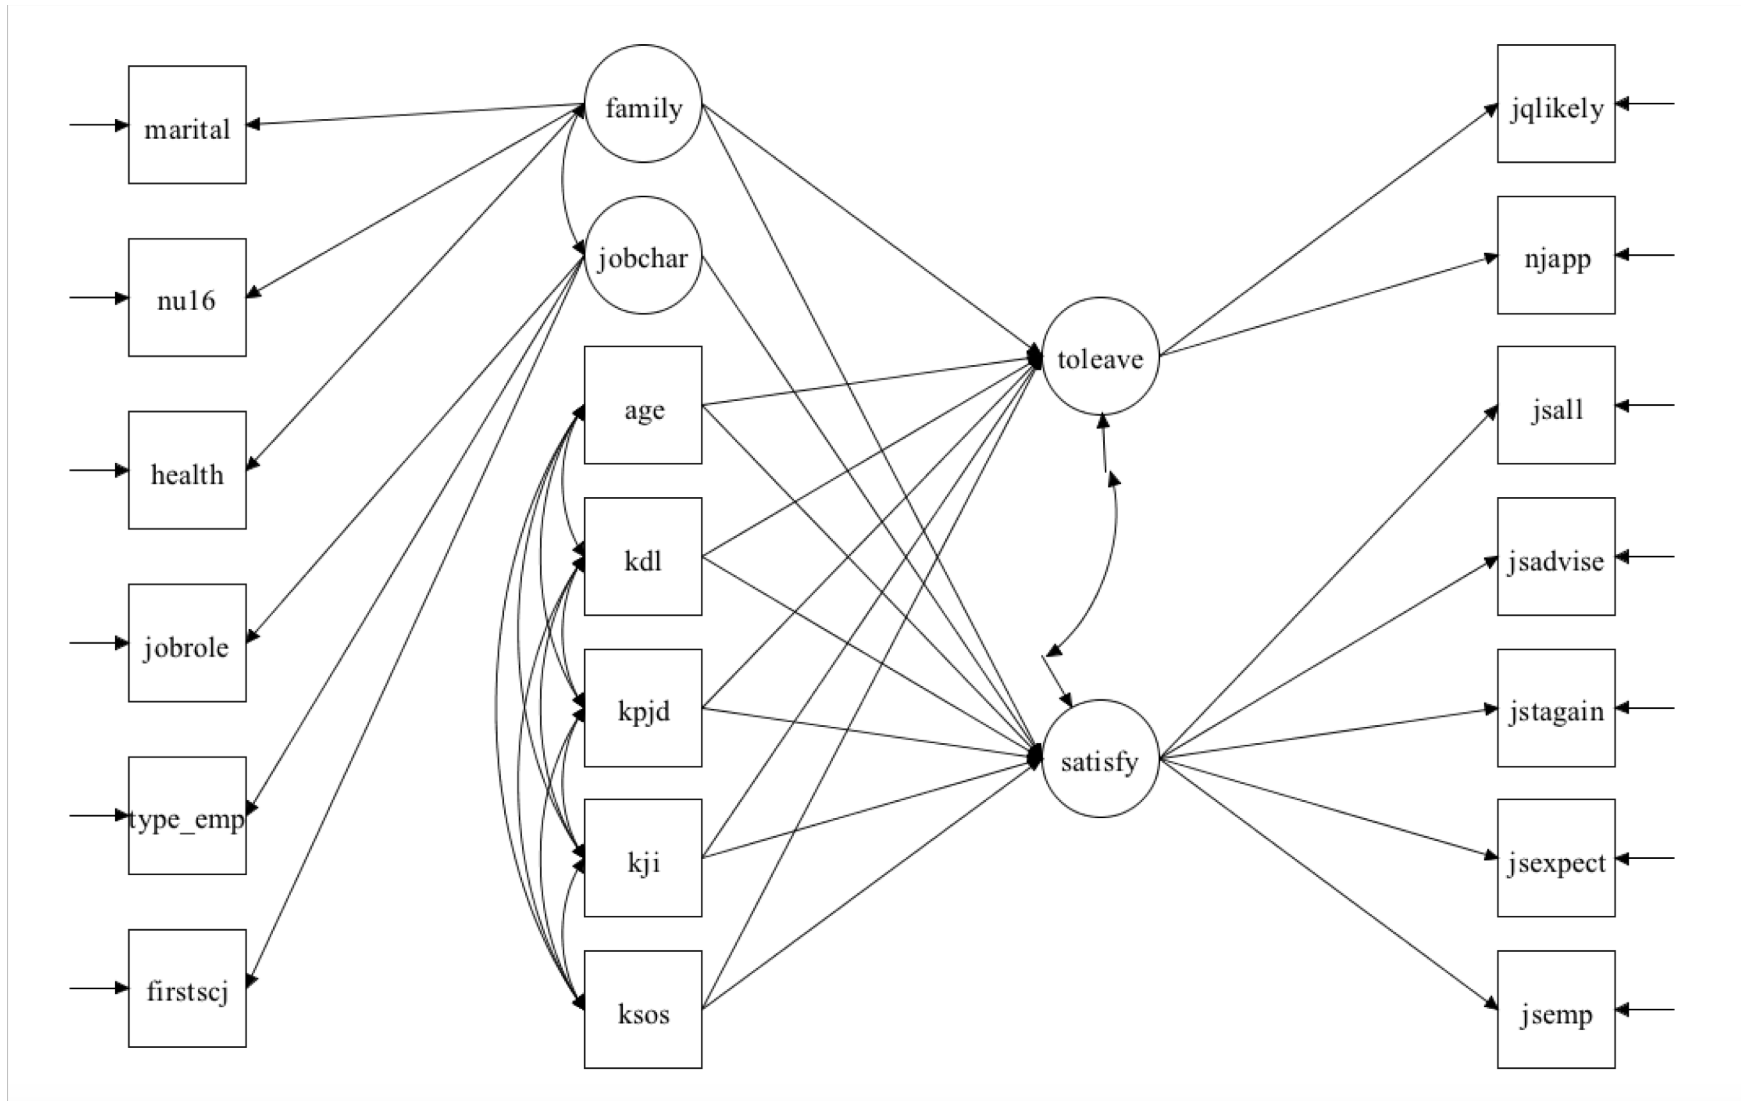 marital
nu16
health
jobrole
type_emp
firstscj
family
jobchar
age
kdl
kpjd
kji
ksos
toleave
satisfy
jqlikely
njapp
jsall
jsadvise
jstagain
jsexpect
jsemp